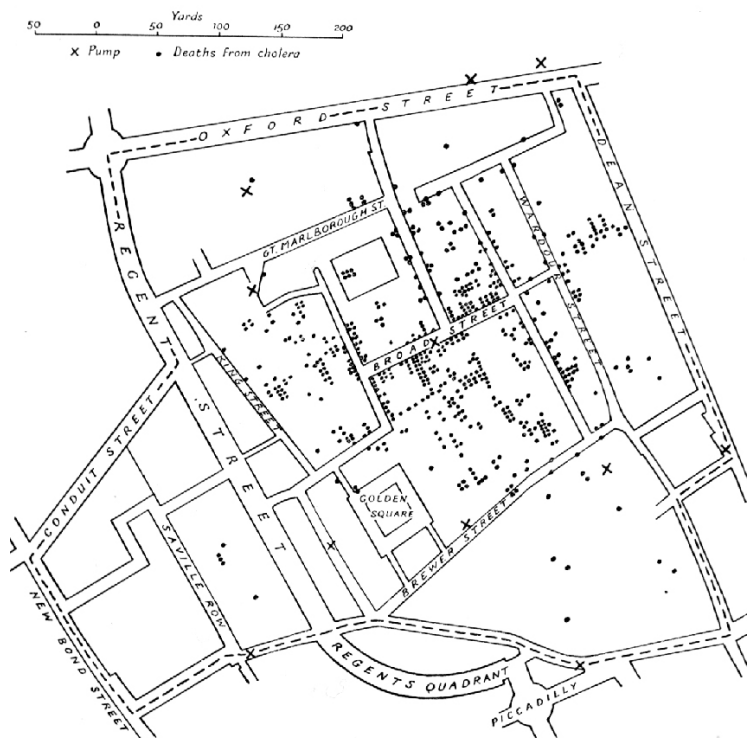 Yards
50 0 50 100 150 200
x Pump • Deaths from cholera
OXFORD STREET
DEAN STREET
REGENT STREET
GT. MARLBOROUGH ST.
WARDOUR STREET
BROAD STREET
KING STREET
CONDUIT STREET
GOLDEN
SQUARE
BREWER STREET
SAVILLE ROW
NEW BOND STREET
REGENTS QUADRANT
PICCADILLY